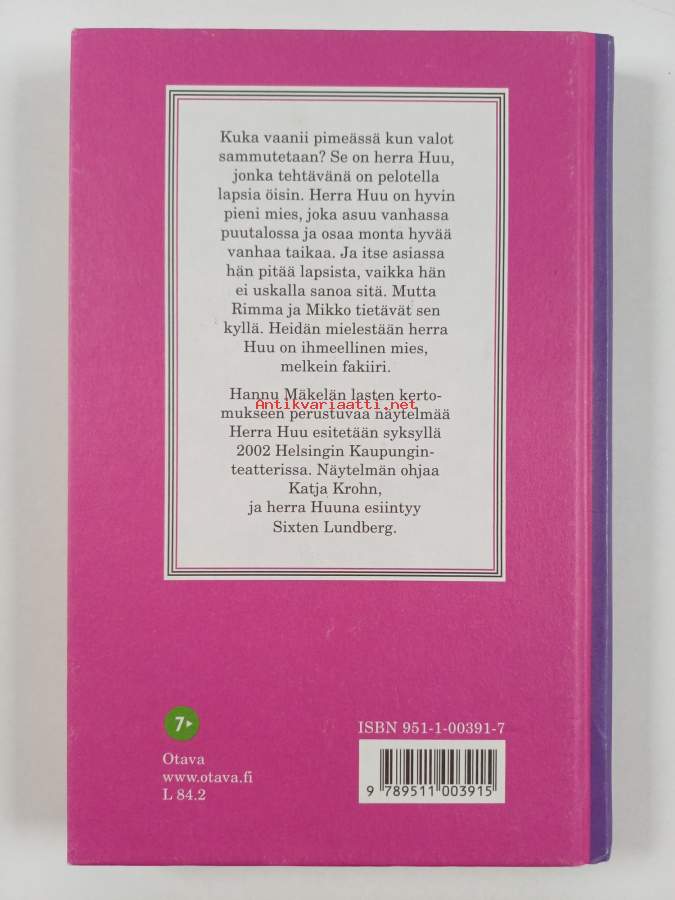 Kuka vaanii pimeässä kun valot
sammutetaan? Se on herra Huu,
jonka tehtävänä on pelotella
lapsia öisin. Herra Huu on hyvin
pieni mies, joka asuu vanhassa
puutalossa ja osaa monta hyvää
vanhaa taikaa. Ja itse asiassa
hän pitää lapsista, vaikka hän
ei uskalla sanoa sitä. Mutta
Rimma ja Mikko tietävät sen
kyllä. Heidän mielestään herra
Huu on ihmeellinen mies,
melkein fakiiri.
Hannu Mäkelän lasten kerto-
Antikvariaatti.net
mukseen perustuvaa näytelmää
Herra Huu esitetään syksyllä
2002 Helsingin Kaupungin-
teatterissa. Näytelmän ohjaa
Katja Krohn,
ja herra Huuna esiintyy
Sixten Lundberg.
7
Otava
www.otava.fi
L 84.2
ISBN 951-1-00391-7
9 789511 003915